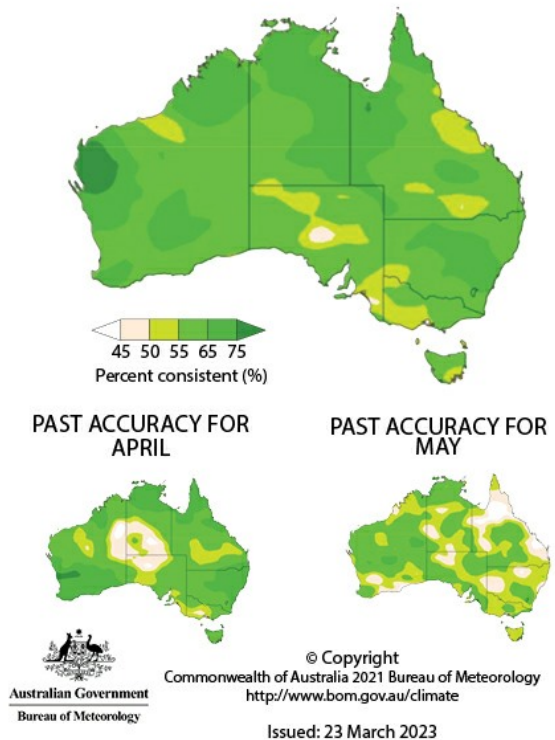 45 50 55 65 75
Percent consistent (%)
PAST ACCURACY FOR
APRIL
PAST ACCURACY FOR
MAY
Australian Government
Bureau of Meteorology
© Copyright
Commonwealth of Australia 2021 Bureau of Meteorology
http://www.bom.gov.au/climate
Issued: 23 March 2023